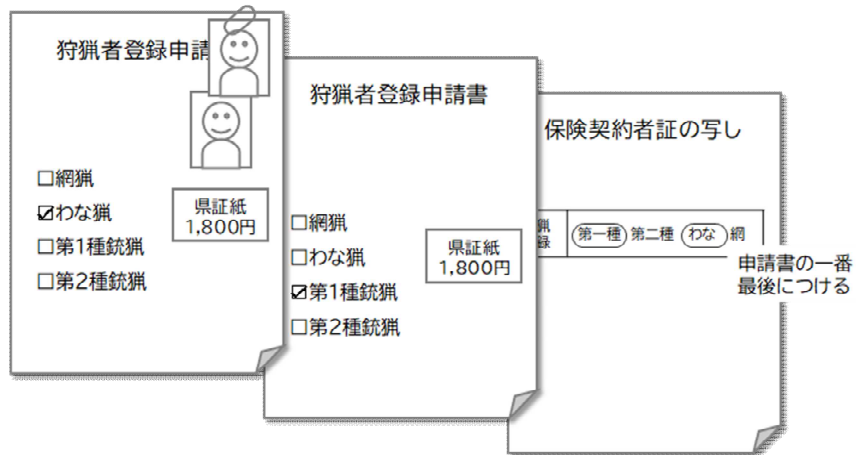 狩猟者登録申請
□網猟
☑わな猟
□第1種銃猟
□第2種銃猟
県証紙
1,800円
狩猟者登録申請書
□網猟
□わな猟
☑第1種銃猟
□第2種銃猟
県証紙
1,800円
保険契約者証の写し
猟
録
第一種 第二種 わな 網
申請書の一番
最後につける